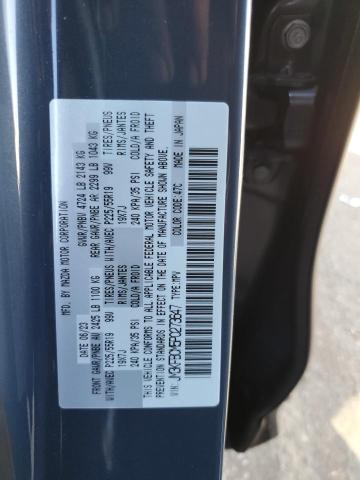 MFD. BY MAZDA MOTOR CORPORATION
DATE: 06/23 GVWR/PNBV 4724 LB 2143 KG
FRONT GAWR/PNBE AV 2425 LB 1100 KG REAR GAWR/PNBE AR 2299 LB 1043 KG
WITH/AVEC P225/55R19 99V TIRES/PNEUS WITH/AVEC P225/55R19 99V TIRES/PNEUS
19X7J RIMS/JANTES 19X7J RIMS/JANTES
240 KPA/35 PSI COLD/A FROID 240 KPA/35 PSI COLD/A FROID
THIS VEHICLE CONFORMS TO ALL APPLICABLE FEDERAL MOTOR VEHICLE SAFETY AND THEFT
PREVENTION STANDARDS IN EFFECT ON THE DATE OF MANUFACTURE SHOWN ABOVE.
VIN: TYPE: MPV COLOR CODE: 47C MADE IN JAPAN